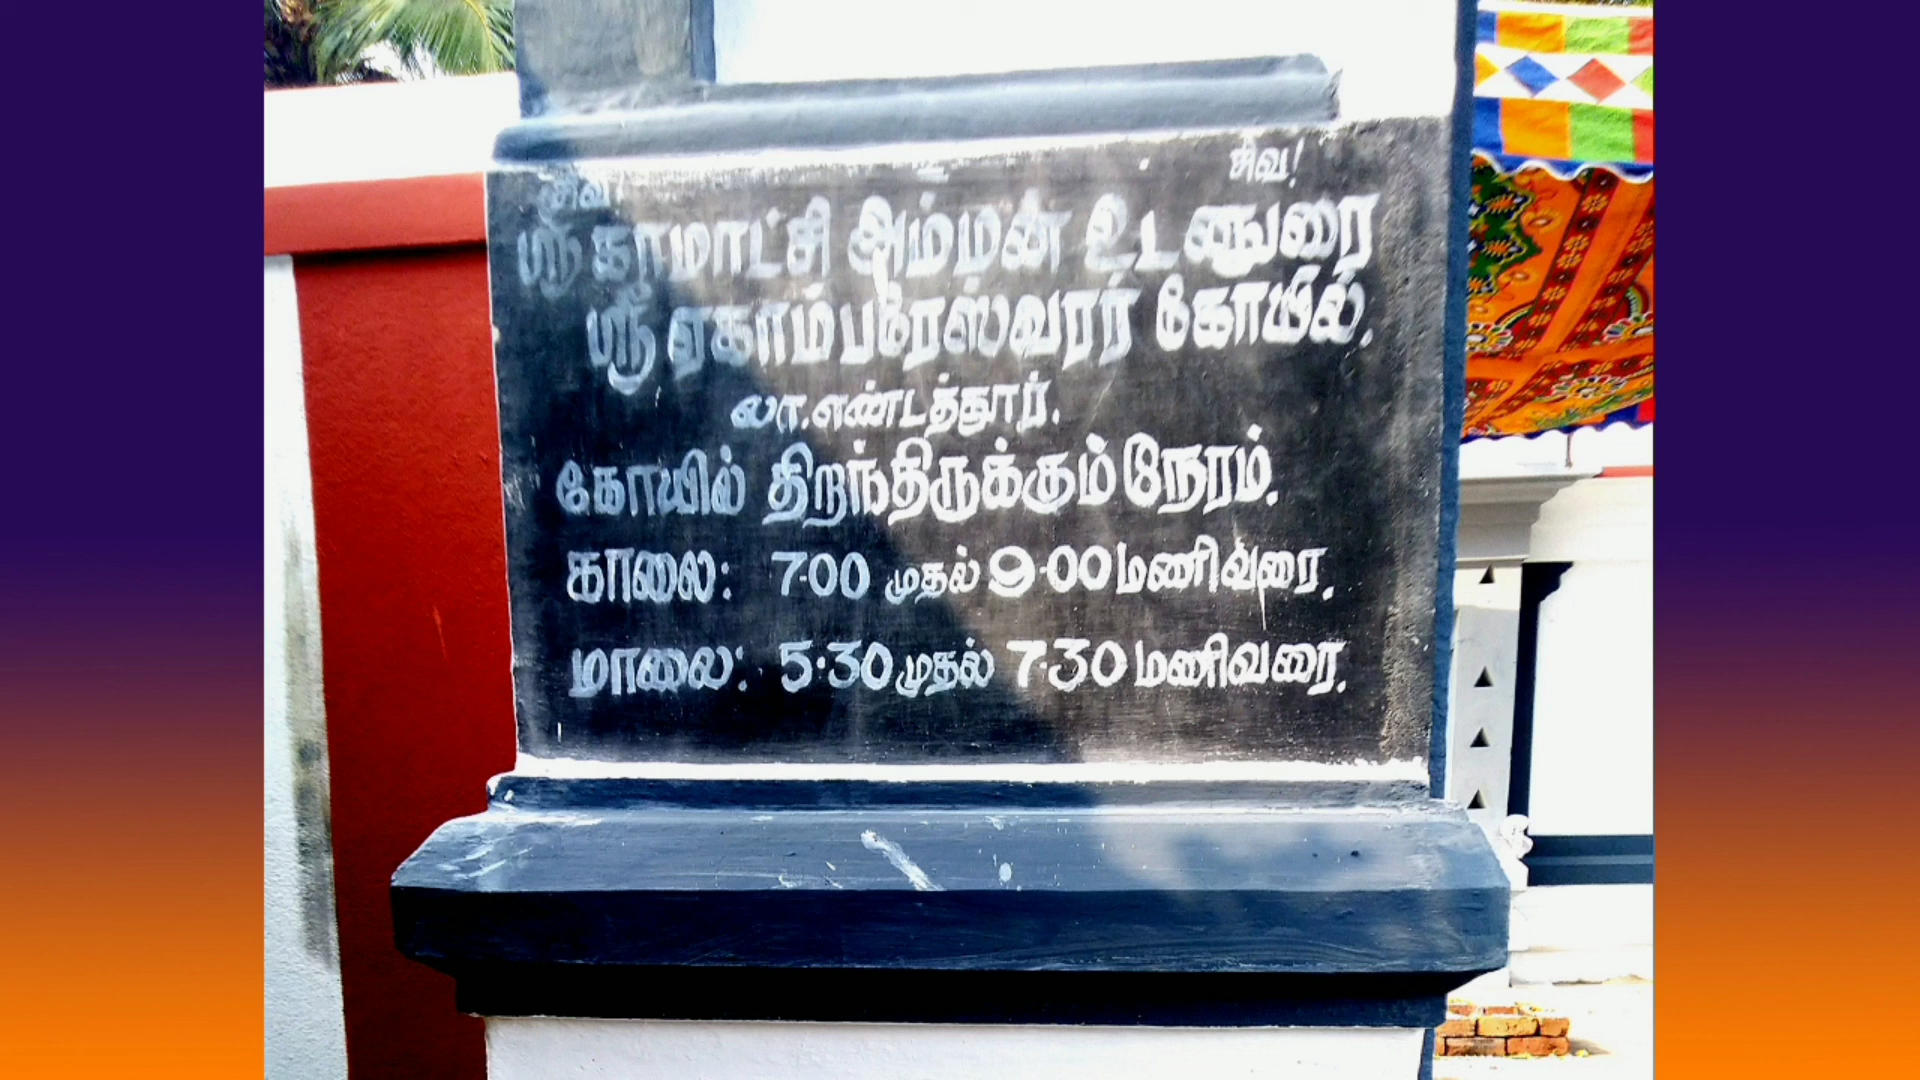 சிவ! சிவ!
ஸ்ரீ காமாட்சி அம்மன் உடனுரை
ஸ்ரீ ஏகாம்பரேஸ்வரர் கோயில்.
லா.எண்டத்தூர்.
கோயில் திறந்திருக்கும் நேரம்.
காலை: 7-00 முதல் 9-00 மணிவரை.
மாலை: 5-30 முதல் 7-30 மணிவரை.